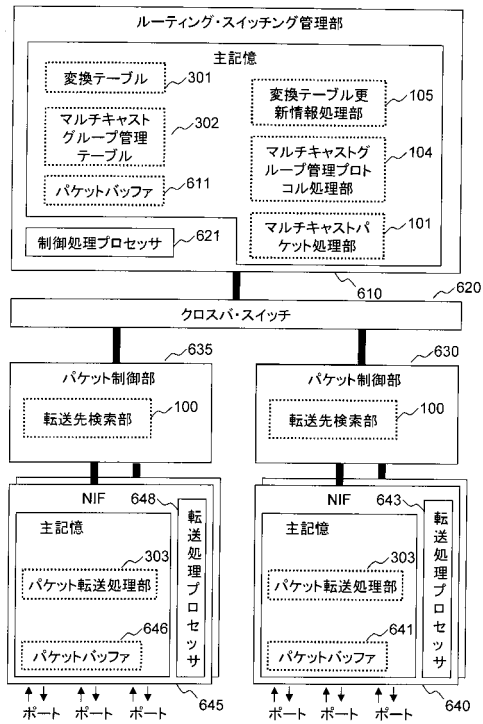 ルーティング・スイッチング管理部
主記憶
変換テーブル
301
マルチキャスト
グループ管理
テーブル
302
パケットバッファ
611
変換テーブル更
新情報処理部
105
マルチキャストグ
ループ管理プロト
コル処理部
104
マルチキャストパ
ケット処理部
101
制御処理プロセッサ
621
610
620
クロスバ・スイッチ
635
パケット制御部
転送先検索部
100
630
パケット制御部
転送先検索部
100
NIF
648
主記憶
303
パケット転送処理部
646
パケットバッファ
転送処理プロセッサ
ポート
ポート
ポート
645
NIF
643
主記憶
303
パケット転送処理部
641
パケットバッファ
転送処理プロセッサ
ポート
ポート
ポート
640